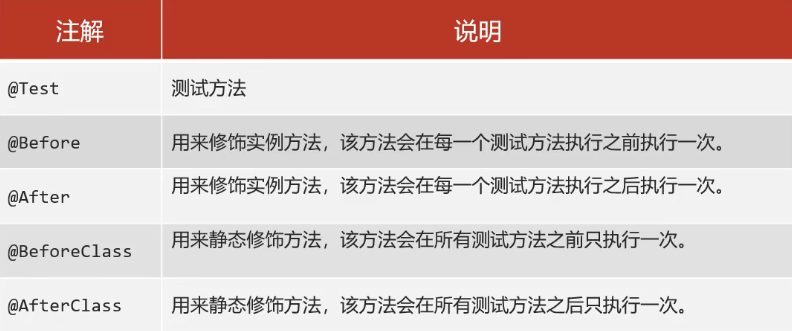 注解 说明
@Test 测试方法
@Before 用来修饰实例方法，该方法会在每一个测试方法执行之前执行一次。
@After 用来修饰实例方法，该方法会在每一个测试方法执行之后执行一次。
@BeforeClass 用来静态修饰方法，该方法会在所有测试方法之前只执行一次。
@AfterClass 用来静态修饰方法，该方法会在所有测试方法之后只执行一次。